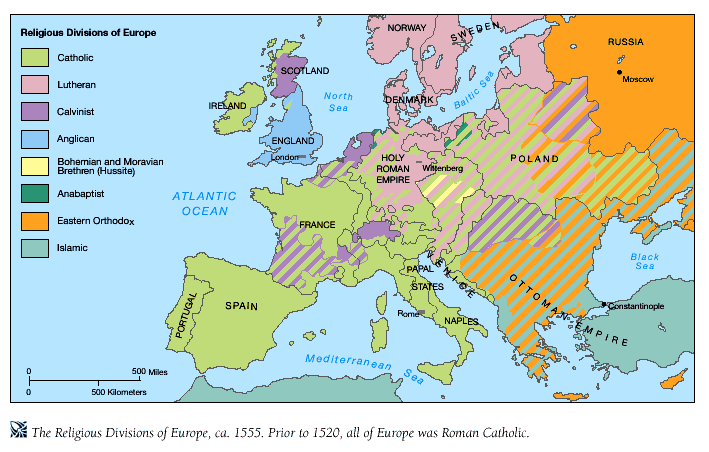 Religious Divisions of Europe
Catholic
Lutheran
Calvinist
Anglican
Bohemian and Moravian
Brethren (Hussite)
Anabaptist
Eastern Orthodox
Islamic
NORWAY
SWEDEN
RUSSIA
Moscow
SCOTLAND
North
Sea
Baltic Sea
IRELAND
DENMARK
ENGLAND
London
HOLY
ROMAN
EMPIRE
Wittenberg
POLAND
ATLANTIC
OCEAN
FRANCE
VENICE
Black
Sea
PAPAL
STATES
OTTOMAN EMPIRE
Constantinople
PORTUGAL
SPAIN
Rome
NAPLES
Mediterranean Sea
0 500 Miles
0 500 Kilometers
The Religious Divisions of Europe, ca. 1555. Prior to 1520, all of Europe was Roman Catholic.